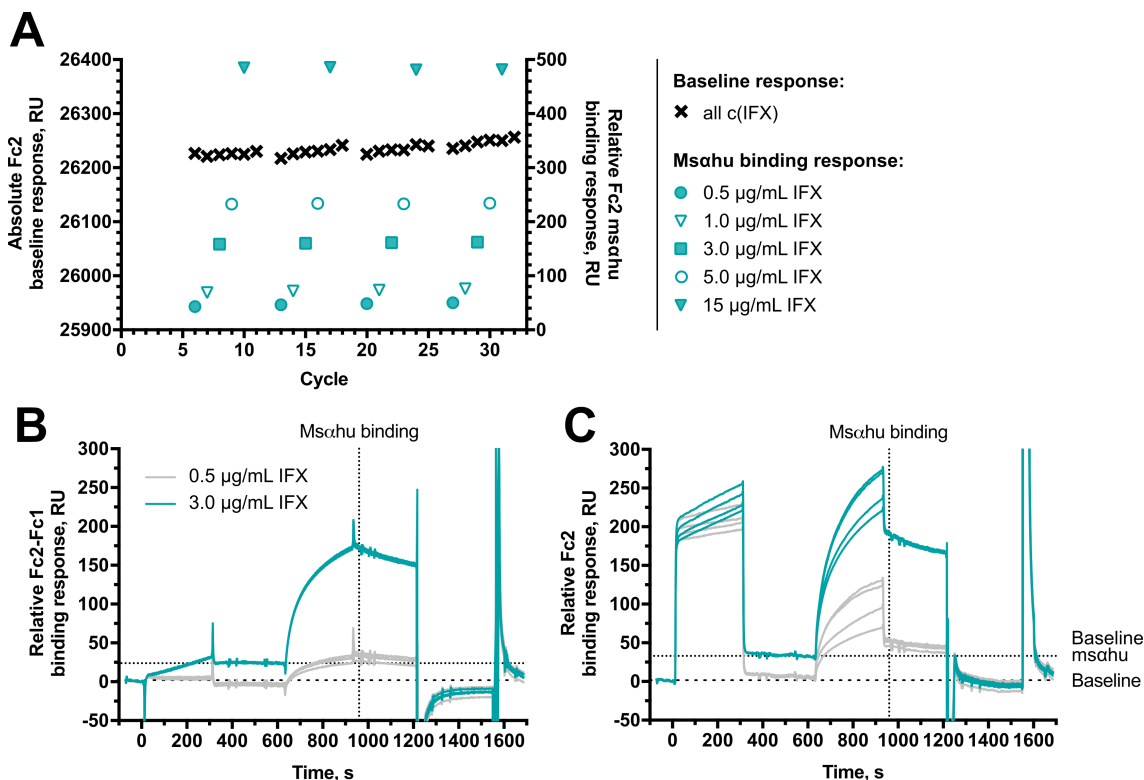 A
26400
26300
26200
26100
26000
25900
Absolute Fc2
baseline response, RU
0
5
10
15
20
25
30
Cycle
500
400
300
200
100
0
Relative Fc2 msαhu
binding response, RU
Baseline response:
all c(IFX)
Msαhu binding response:
0.5 µg/mL IFX
1.0 µg/mL IFX
3.0 µg/mL IFX
5.0 µg/mL IFX
15 µg/mL IFX
B
Msαhu binding
300
250
200
150
100
50
0
-50
Relative Fc2-Fc1
binding response, RU
0.5 µg/mL IFX
3.0 µg/mL IFX
0
200
400
600
800
1000
1200
1400
1600
Time, s
C
Msαhu binding
300
250
200
150
100
50
0
-50
Relative Fc2
binding response, RU
Baseline
msαhu
Baseline
0
200
400
600
800
1000
1200
1400
1600
Time, s